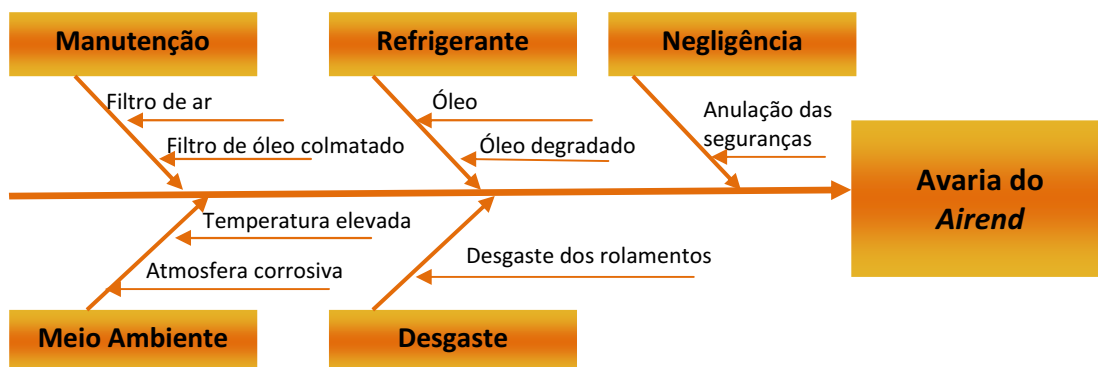 Manutenção
Refrigerante
Negligência
Filtro de ar
Filtro de óleo colmatado
Óleo
Óleo degradado
Anulação das
seguranças
Avaria do
Airend
Temperatura elevada
Atmosfera corrosiva
Desgaste dos rolamentos
Meio Ambiente
Desgaste